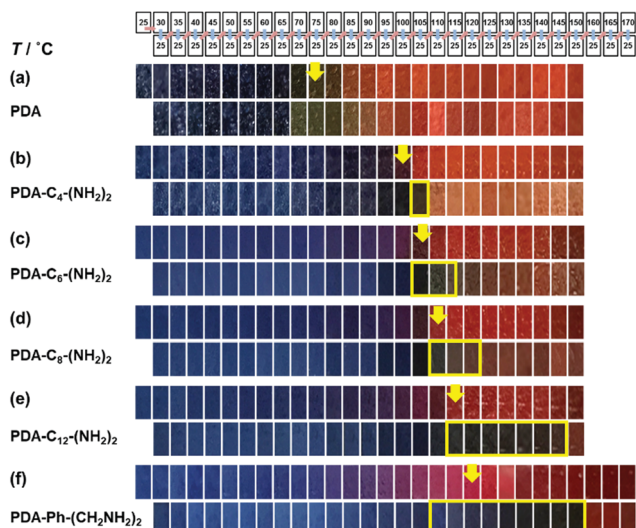 25 30 35 40 45 50 55 60 65 70 75 80 85 90 95 100 105 110 115 120 125 130 135 140 145 150 160 165 170
25 25 25 25 25 25 25 25 25 25 25 25 25 25 25 25 25 25 25 25 25 25 25 25 25 25 25 25
T / ˚C
(a)
PDA
(b)
PDA-C₄-(NH₂)₂
(c)
PDA-C₆-(NH₂)₂
(d)
PDA-C₈-(NH₂)₂
(e)
PDA-C₁₂-(NH₂)₂
(f)
PDA-Ph-(CH₂NH₂)₂